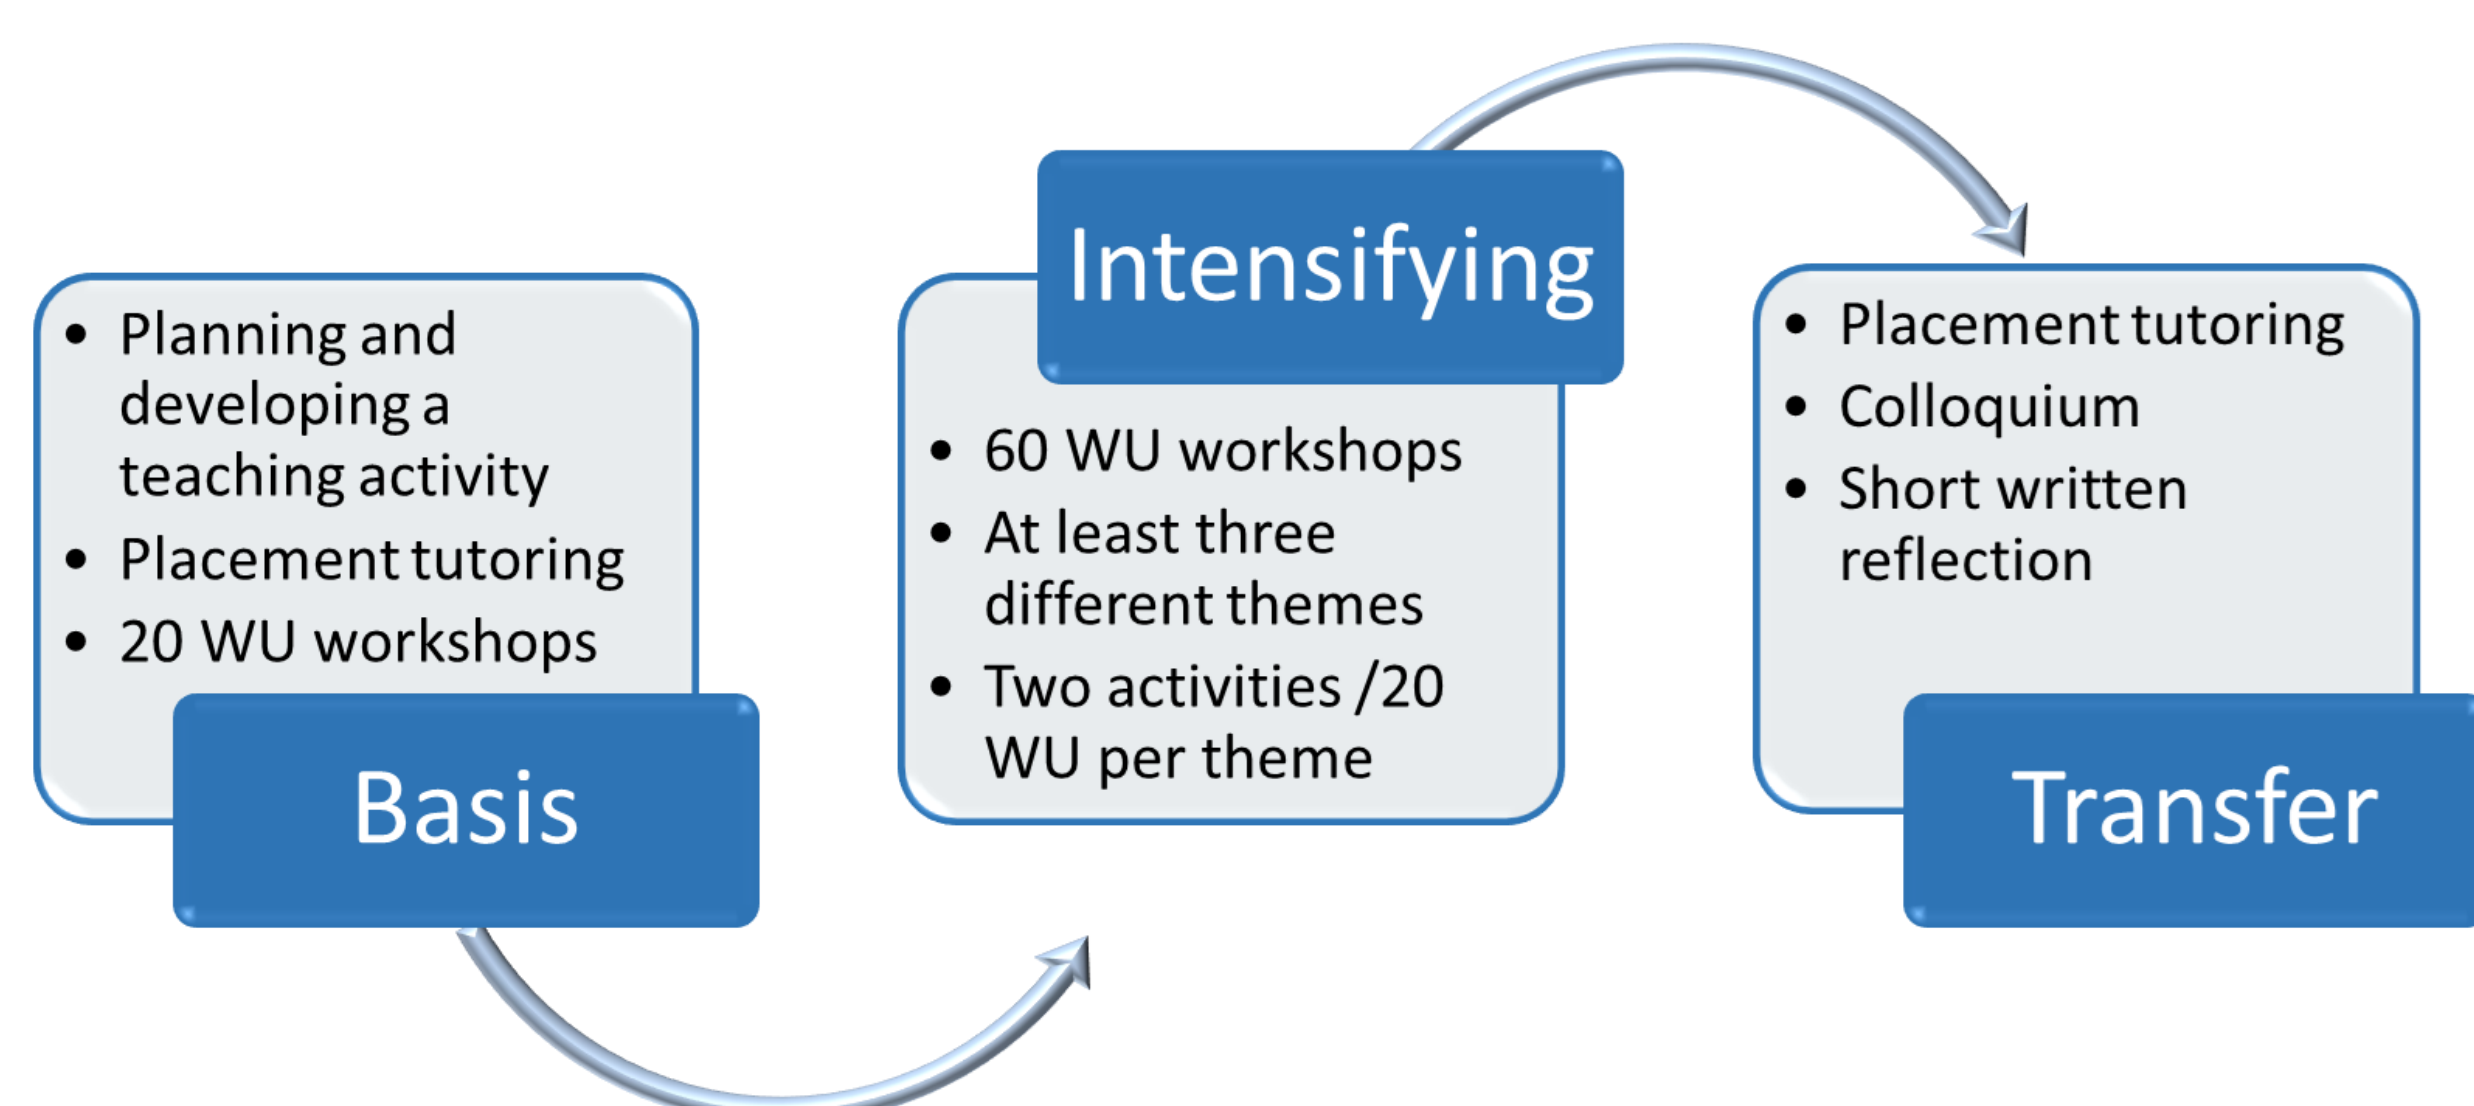 • Planning and
developing a
teaching activity
• Placement tutoring
• 20 WU workshops
Basis
Intensifying
• 60 WU workshops
• At least three
different themes
• Two activities /20
WU per theme
• Placement tutoring
• Colloquium
• Short written
reflection
Transfer